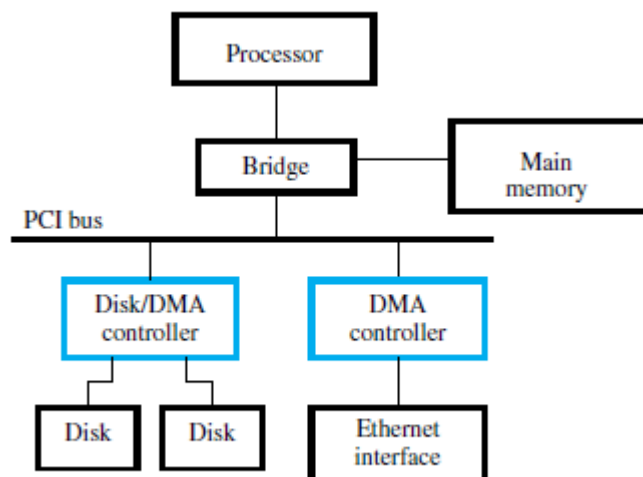 Processor
Bridge
Main
memory
PCI bus
Disk/DMA
controller
DMA
controller
Disk
Disk
Ethernet
interface